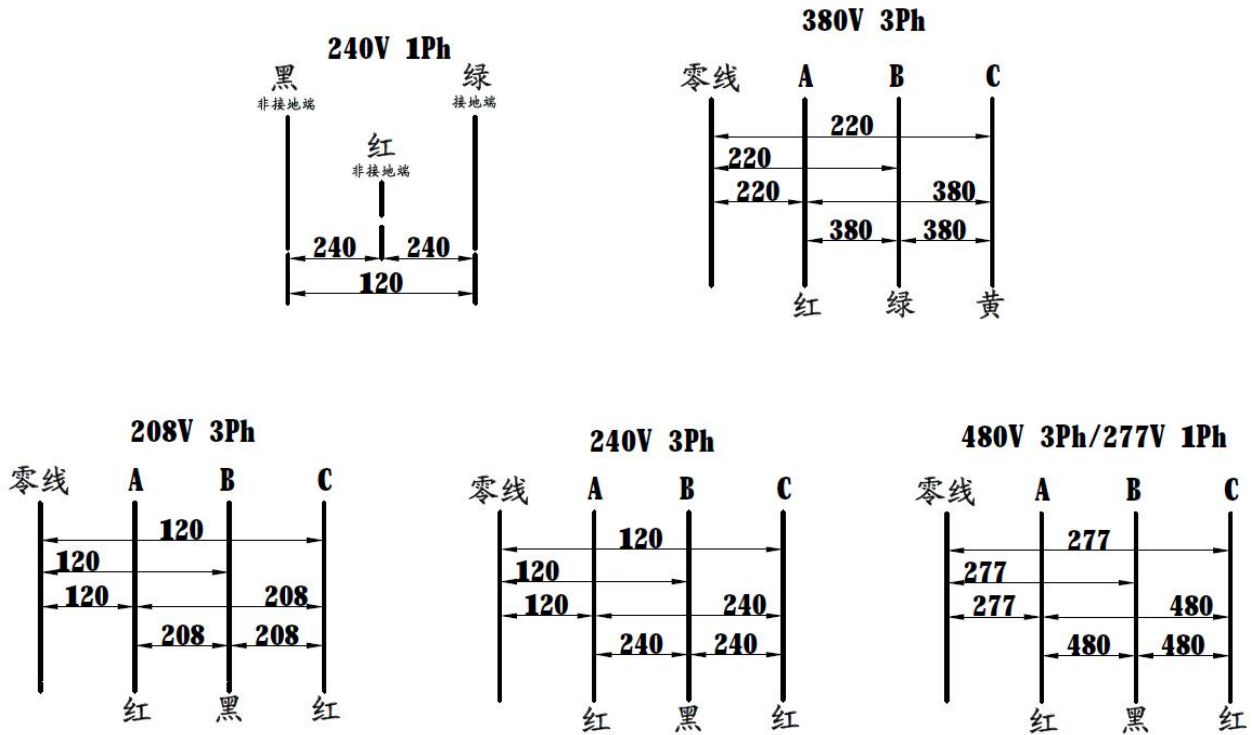 240V 1Ph
黑 绿
非接地端 接地端
红
非接地端
240 240
120
380V 3Ph
零线 A B C
220
220
220 380
380 380
红 绿 黄
208V 3Ph
零线 A B C
120
120
120 208
208 208
红 黑 红
240V 3Ph
零线 A B C
120
120
120 240
240 240
红 黑 红
480V 3Ph/277V 1Ph
零线 A B C
277
277
277 480
480 480
红 黑 红